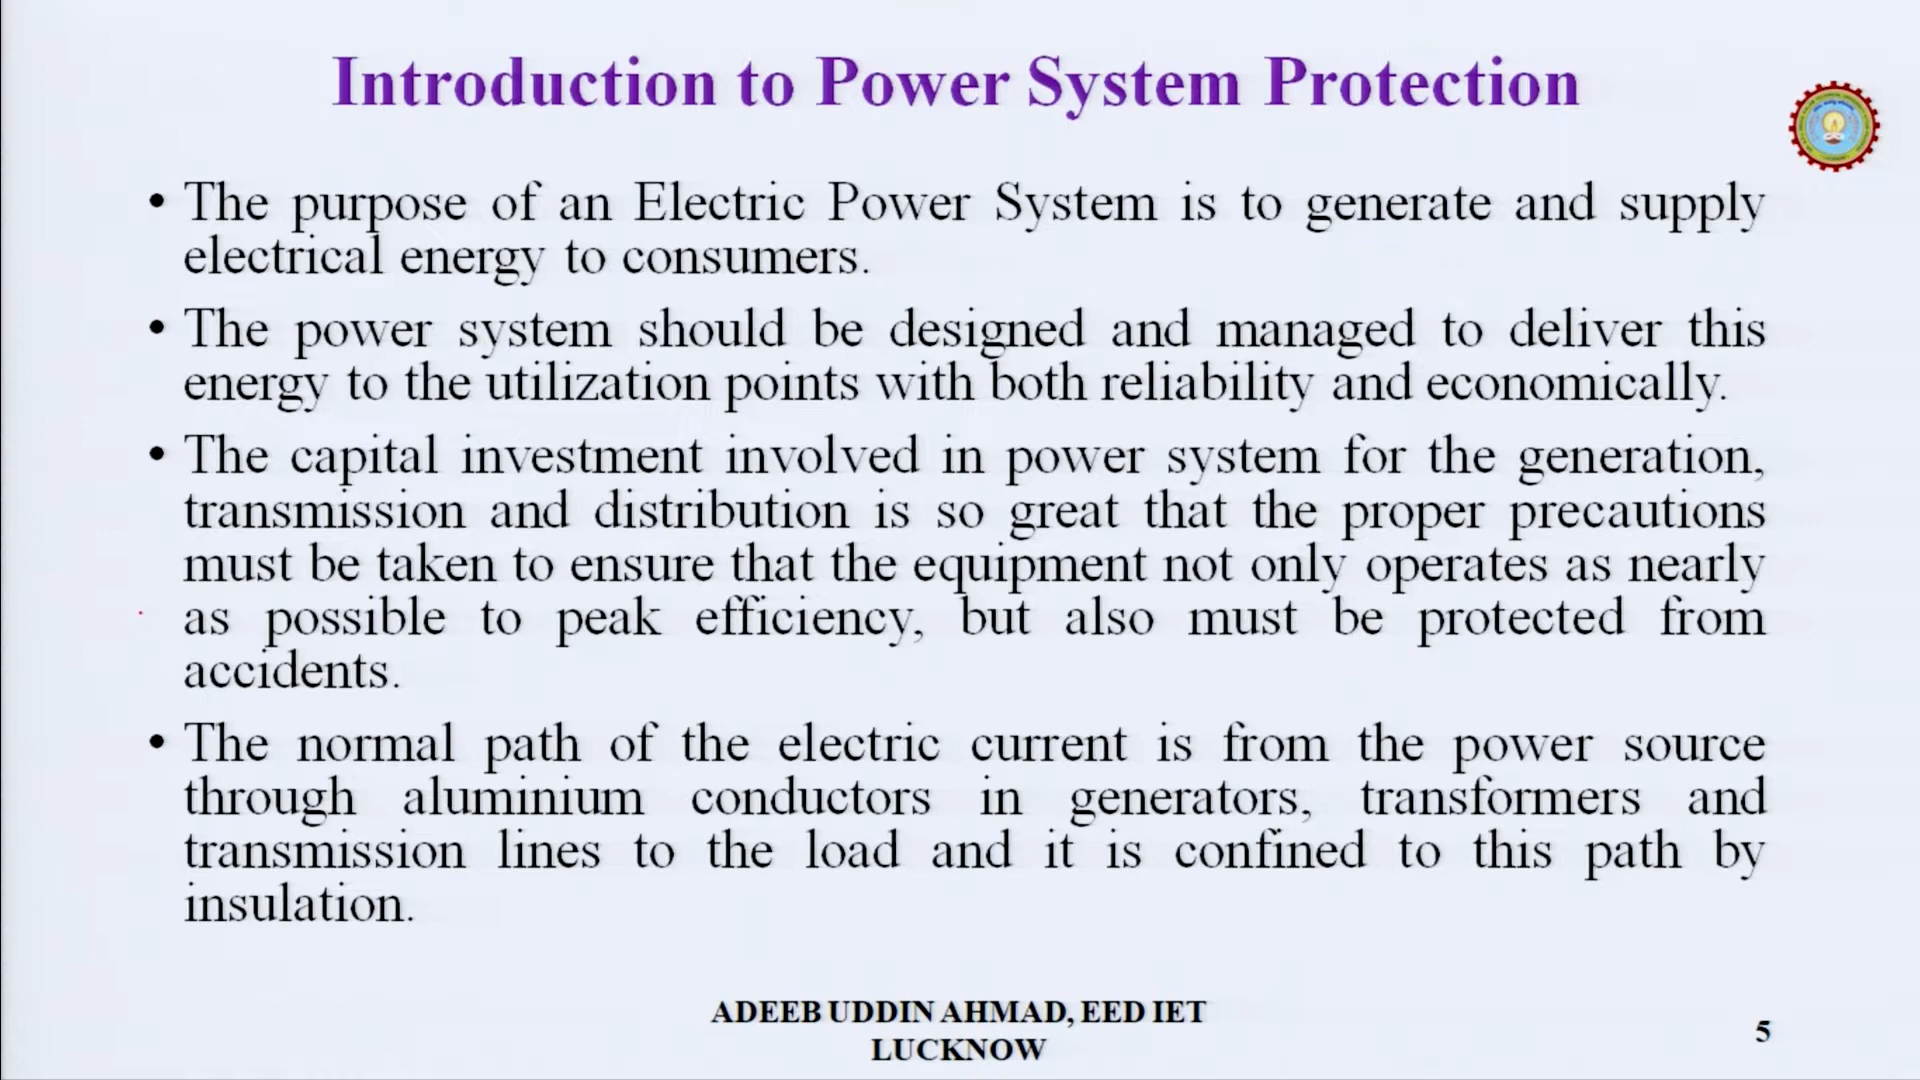 Introduction to Power System Protection
• The purpose of an Electric Power System is to generate and supply
electrical energy to consumers.
• The power system should be designed and managed to deliver this
energy to the utilization points with both reliability and economically.
• The capital investment involved in power system for the generation,
transmission and distribution is so great that the proper precautions
must be taken to ensure that the equipment not only operates as nearly
as possible to peak efficiency, but also must be protected from
accidents.
• The normal path of the electric current is from the power source
through aluminium conductors in generators, transformers and
transmission lines to the load and it is confined to this path by
insulation.
ADEEB UDDIN AHMAD, EED IET
LUCKNOW
5